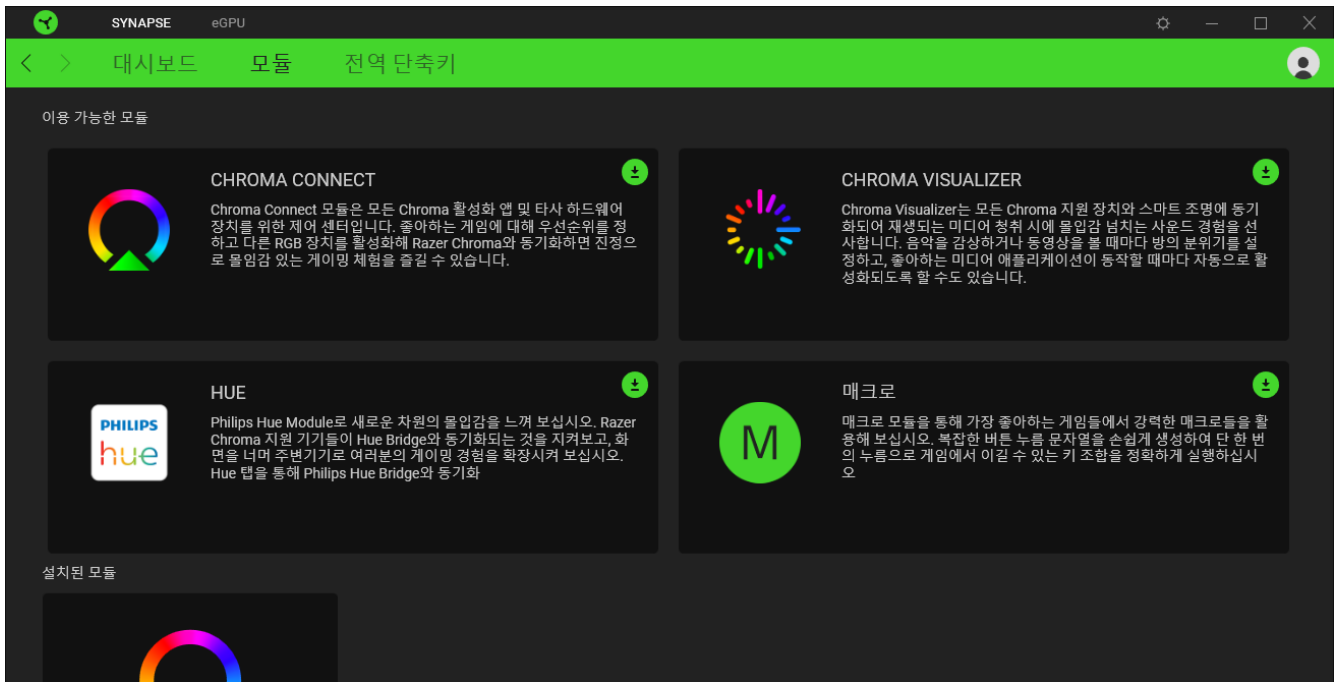 SYNAPSE eGPU
대시보드 모듈 전역 단축키
이용 가능한 모듈
CHROMA CONNECT
Chroma Connect 모듈은 모든 Chroma 활성화 앱 및 타사 하드웨어
장치를 위한 제어 센터입니다. 좋아하는 게임에 대해 우선순위를 정
하고 다른 RGB 장치를 활성화해 Razer Chroma와 동기화하면 진정으
로 몰입감 있는 게이밍 체험을 즐길 수 있습니다.
CHROMA VISUALIZER
Chroma Visualizer는 모든 Chroma 지원 장치와 스마트 조명에 동기
화되어 재생되는 미디어 청취 시에 몰입감 넘치는 사운드 경험을 선
사합니다. 음악을 감상하거나 동영상을 볼 때마다 방의 분위기를 설
정하고, 좋아하는 미디어 애플리케이션이 동작할 때마다 자동으로 활
성화되도록 할 수도 있습니다.
PHILIPS
hue
HUE
Philips Hue Module로 새로운 차원의 몰입감을 느껴 보십시오. Razer
Chroma 지원 기기들이 Hue Bridge와 동기화되는 것을 지켜보고, 화
면을 너머 주변기기로 여러분의 게이밍 경험을 확장시켜 보십시오.
Hue 탭을 통해 Philips Hue Bridge와 동기화
M
매크로
매크로 모듈을 통해 가장 좋아하는 게임들에서 강력한 매크로들을 활
용해 보십시오. 복잡한 버튼 누름 문자열을 손쉽게 생성하여 단 한 번
의 누름으로 게임에서 이길 수 있는 키 조합을 정확하게 실행하십시
오
설치된 모듈